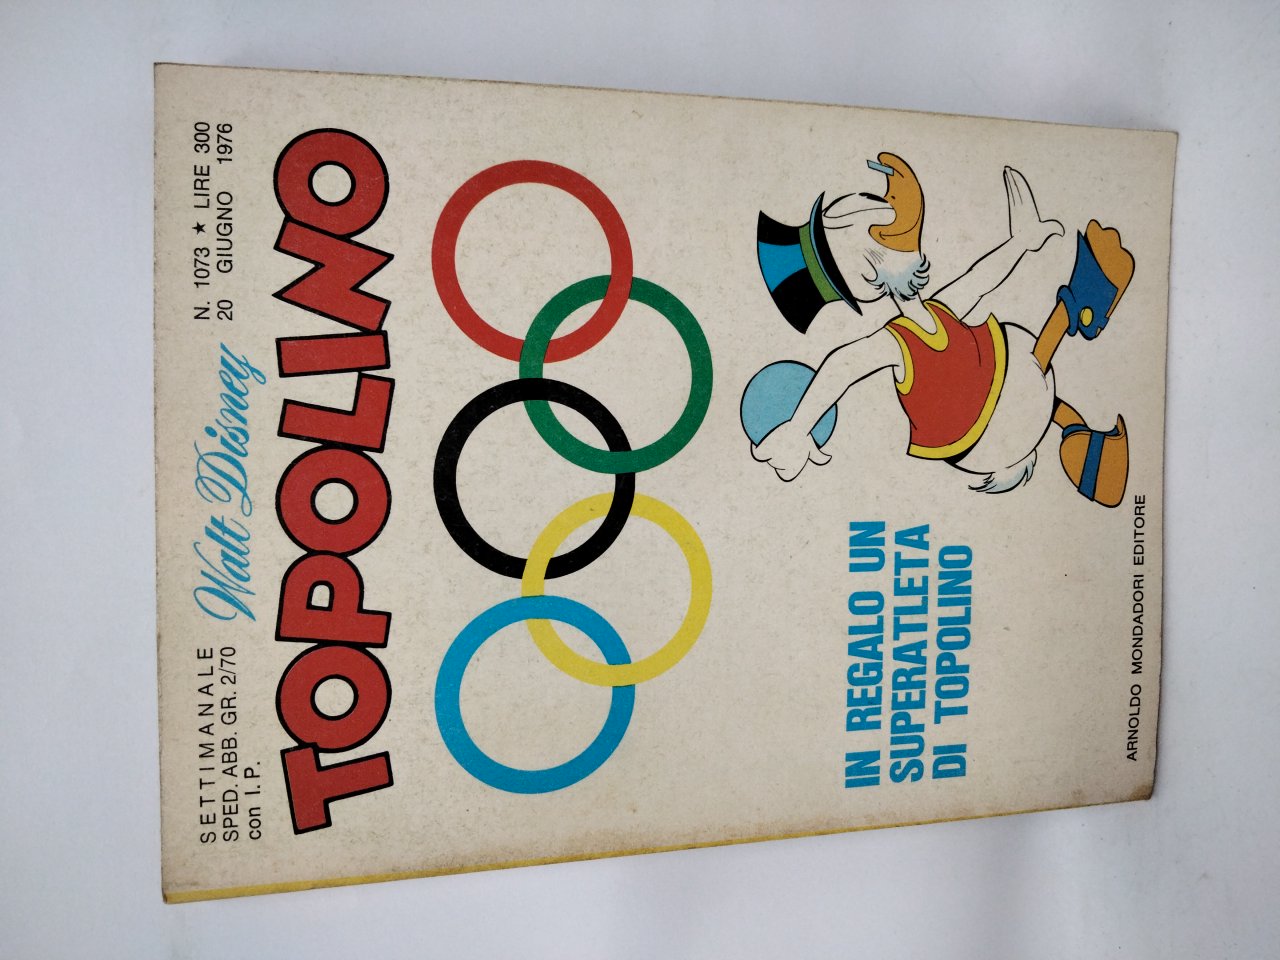 SETTIMANALE
SPED. ABB. GR. 2/70
con I. P.
Walt Disney
N. 1073 ★ LIRE 300
20 GIUGNO 1976
TOPOLINO
IN REGALO UN
SUPERATLETA
DI TOPOLINO
ARNOLDO MONDADORI EDITORE